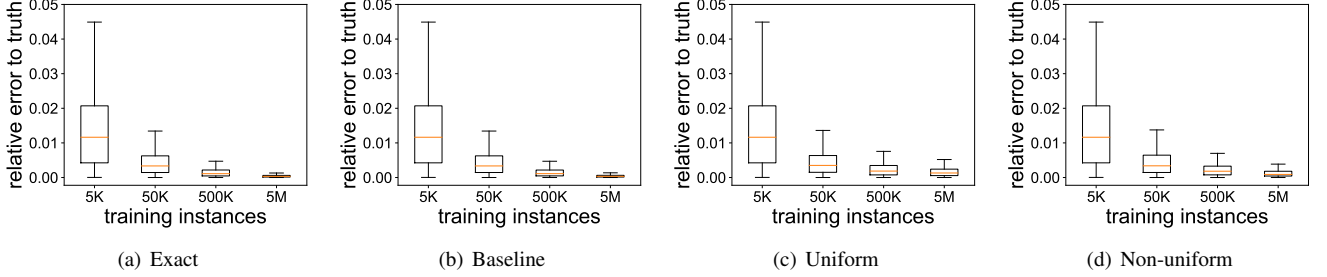 relative error to truth
0.05
0.04
0.03
0.02
0.01
0.00
5K 50K 500K 5M
training instances
(a) Exact
relative error to truth
0.05
0.04
0.03
0.02
0.01
0.00
5K 50K 500K 5M
training instances
(b) Baseline
relative error to truth
0.05
0.04
0.03
0.02
0.01
0.00
5K 50K 500K 5M
training instances
(c) Uniform
relative error to truth
0.05
0.04
0.03
0.02
0.01
0.00
5K 50K 500K 5M
training instances
(d) Non-uniform